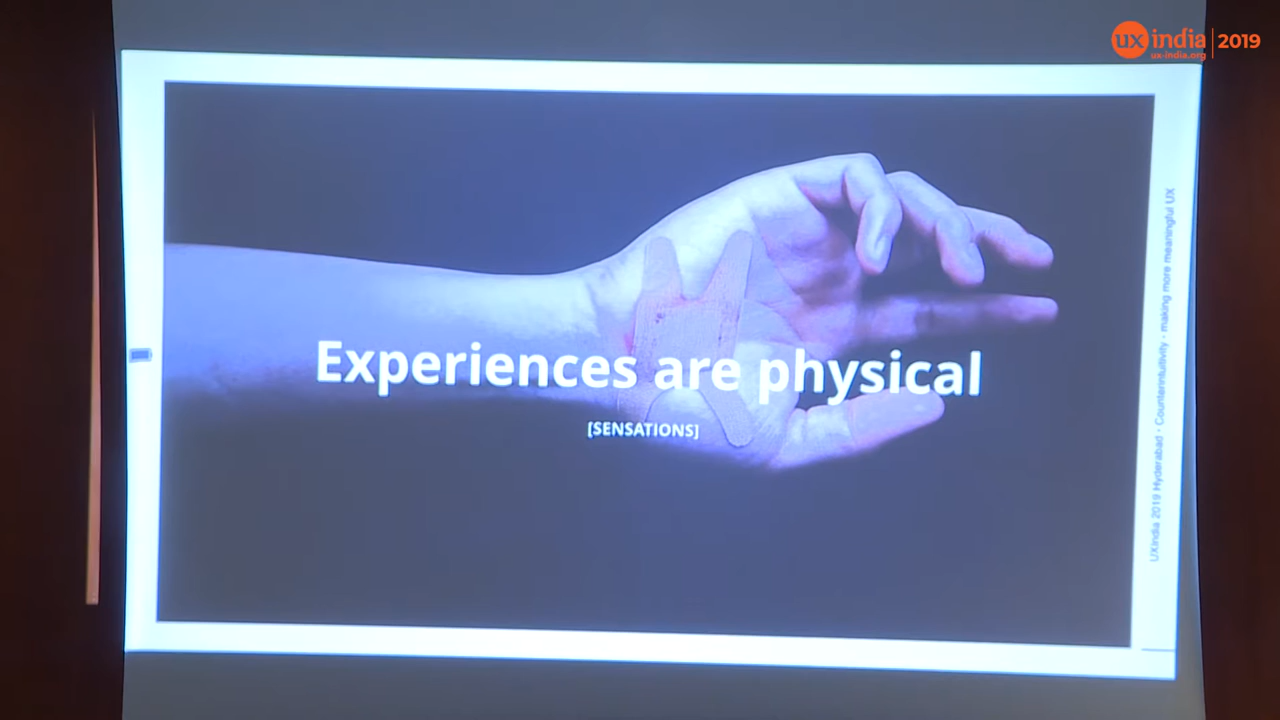 ux india | 2019
ux-india.org
Experiences are physical
[SENSATIONS]
UXindia 2019 Hyderabad · Counterintuitivity - making more meaningful UX